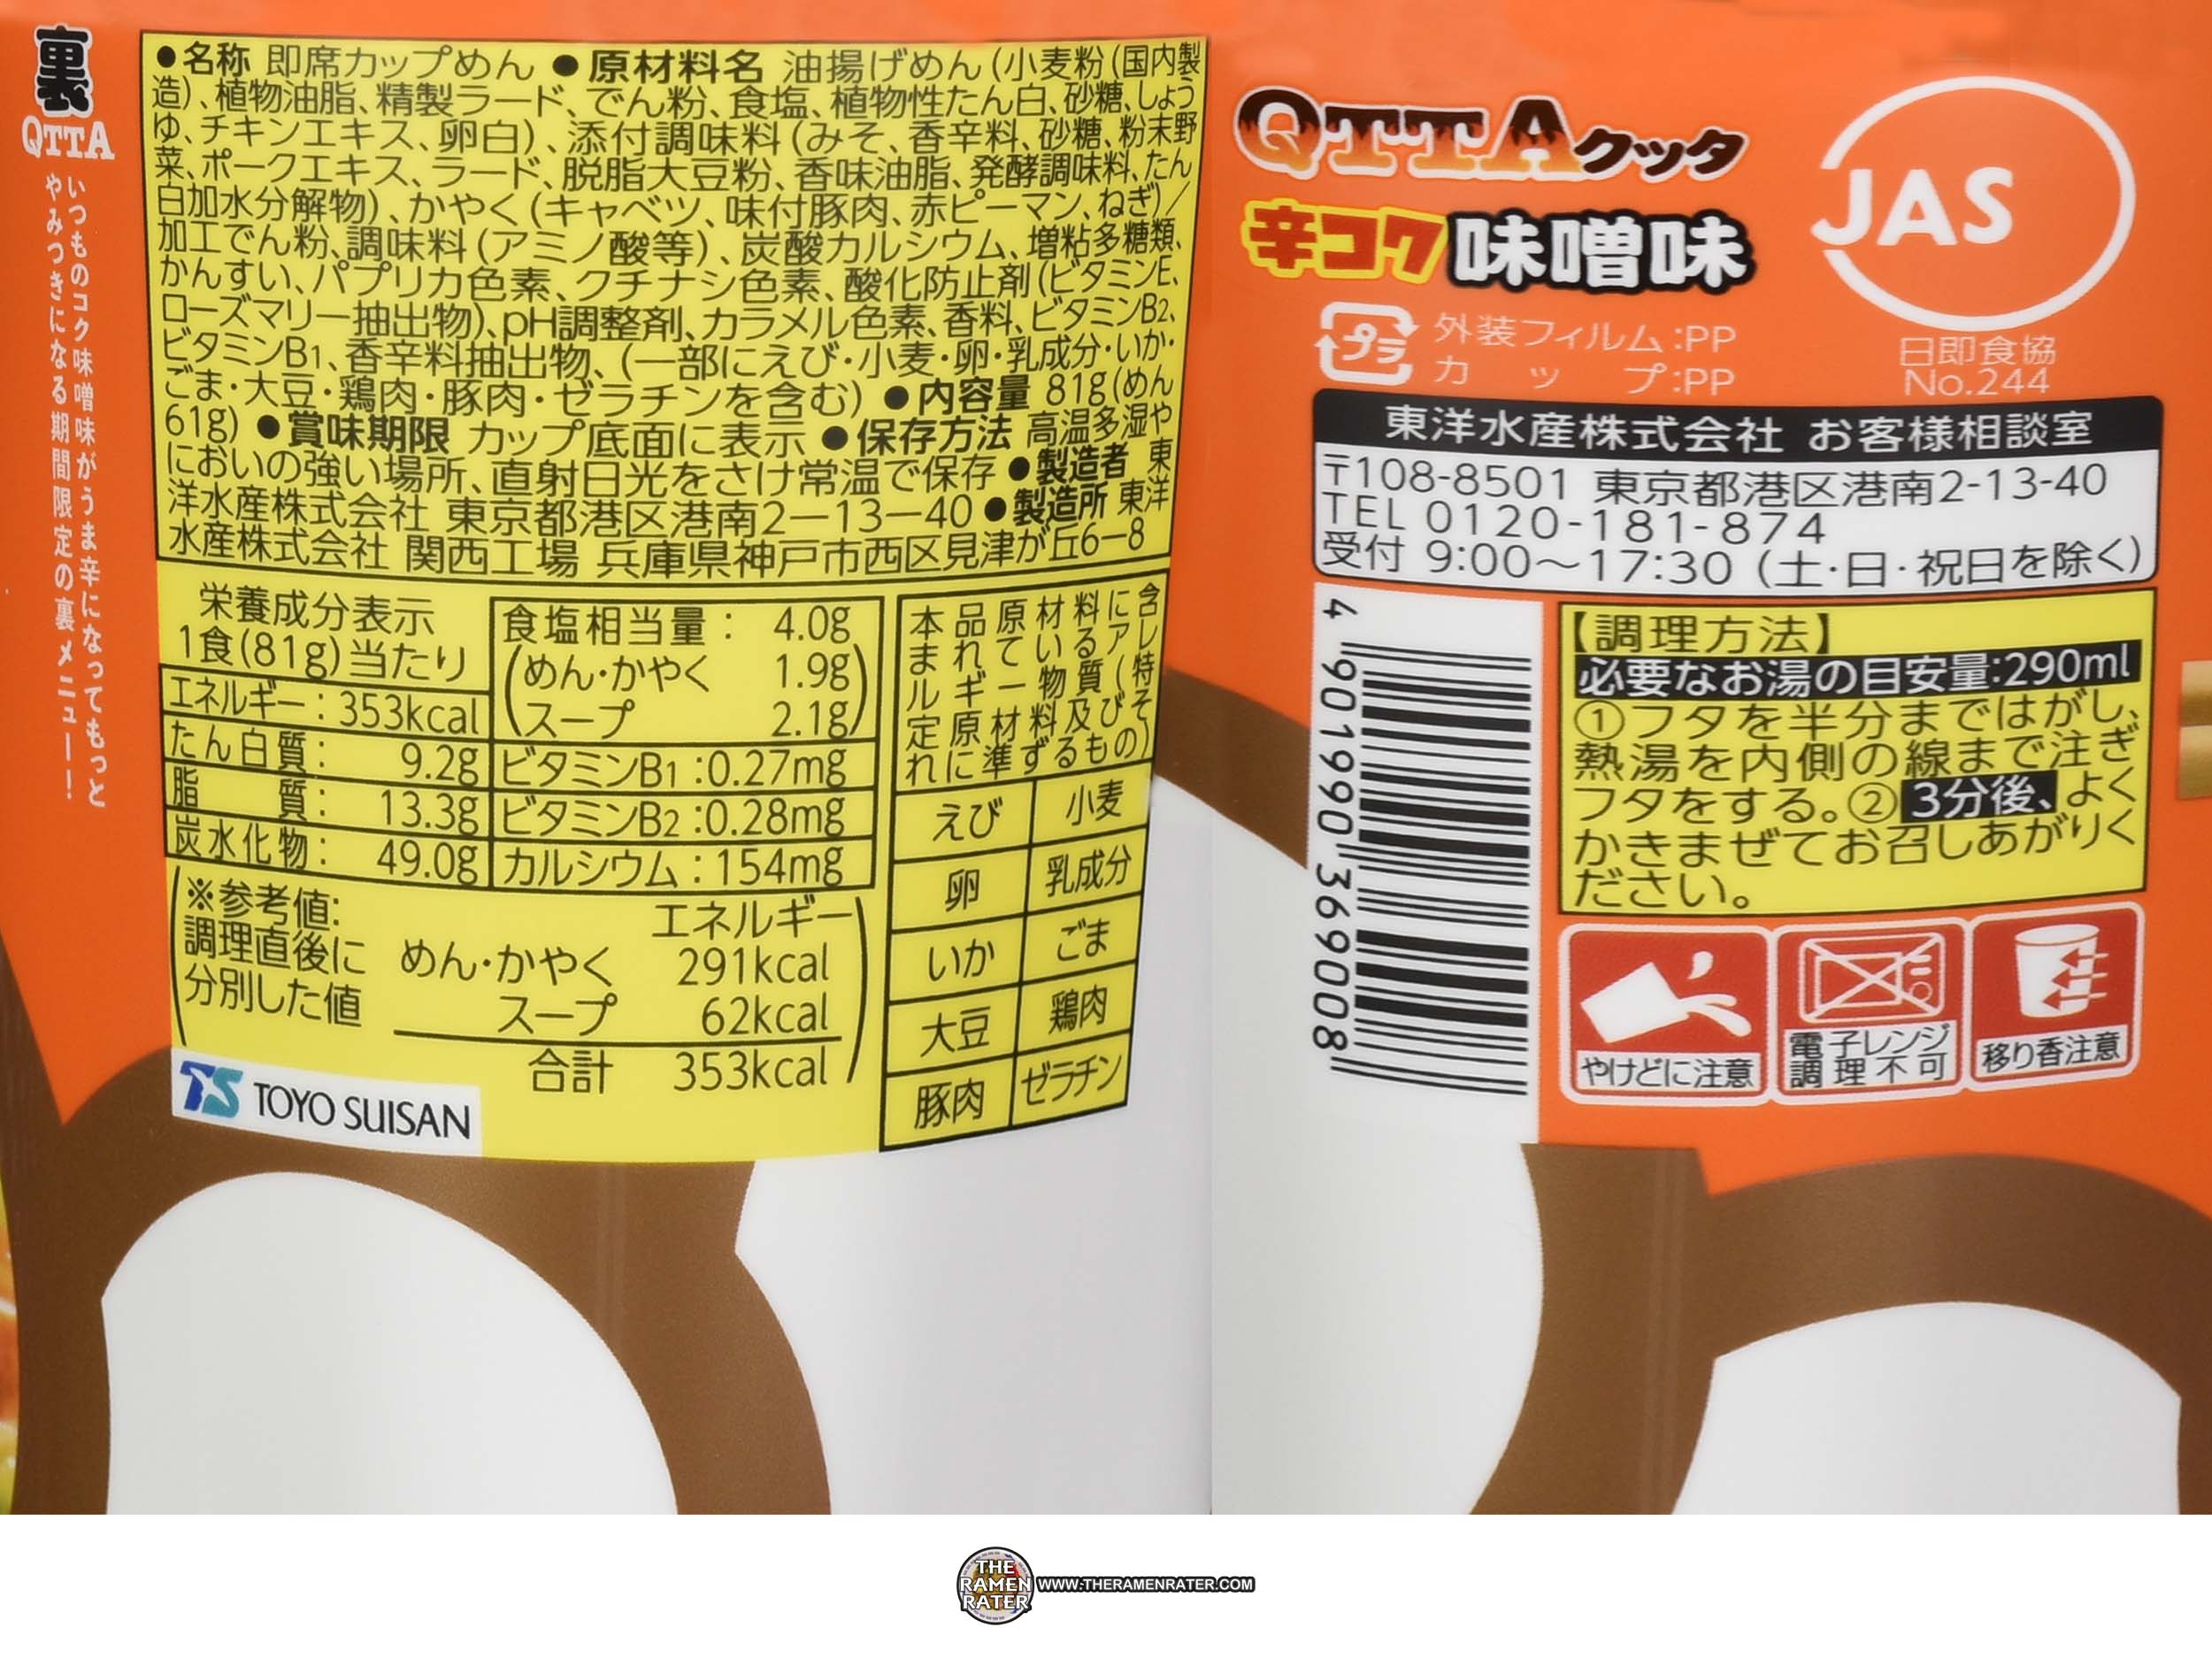 裏
QTTA
いつものコク味噌味がうま辛になってもっと
やみつきになる期間限定の裏メニュー！
●名称 即席カップめん ●原材料名 油揚げめん(小麦粉(国内製
造)、植物油脂、精製ラード、でん粉、食塩、植物性たん白、砂糖、しょう
ゆ、チキンエキス、卵白)、添付調味料(みそ、香辛料、砂糖、粉末野
菜、ポークエキス、ラード、脱脂大豆粉、香味油脂、発酵調味料、たん
白加水分解物)、かやく(キャベツ、味付豚肉、赤ピーマン、ねぎ)／
加工でん粉、調味料(アミノ酸等)、炭酸カルシウム、増粘多糖類、
かんすい、パプリカ色素、クチナシ色素、酸化防止剤(ビタミンE、
ローズマリー抽出物)、pH調整剤、カラメル色素、香料、ビタミンB2、
ビタミンB1、香辛料抽出物、(一部にえび・小麦・卵・乳成分・いか・
ごま・大豆・鶏肉・豚肉・ゼラチンを含む) ●内容量 81g(めん
61g) ●賞味期限 カップ底面に表示 ●保存方法 高温多湿や
においの強い場所、直射日光をさけ常温で保存 ●製造者 東
洋水産株式会社 東京都港区港南2－13－40 ●製造所 東洋
水産株式会社 関西工場 兵庫県神戸市西区見津が丘6－8
栄養成分表示
1食(81g)当たり
エネルギー：353kcal
たん白質： 9.2g
脂質： 13.3g
炭水化物： 49.0g
食塩相当量： 4.0g
(めん・かやく 1.9g
スープ 2.1g)
ビタミンB1：0.27mg
ビタミンB2：0.28mg
カルシウム：154mg
※参考値：
調理直後に
分別した値
エネルギー
めん・かやく 291kcal
スープ 62kcal
合計 353kcal
本品原材料に含
まれているアレ
ルギー物質(特
定原材料及びそ
れに準ずるもの)
えび 小麦
卵 乳成分
いか ごま
大豆 鶏肉
豚肉 ゼラチン
TS TOYO SUISAN
QTTAクッタ
辛コク味噌味
JAS
日即食協
No.244
プラ
外装フィルム:PP
カップ:PP
東洋水産株式会社 お客様相談室
〒108-8501 東京都港区港南2-13-40
TEL 0120-181-874
受付 9:00～17:30 (土・日・祝日を除く)
4 901990 369008
【調理方法】
必要なお湯の目安量:290ml
①フタを半分まではがし、
熱湯を内側の線まで注ぎ
フタをする。②3分後、よく
かきまぜてお召しあがりく
ださい。
やけどに注意
電子レンジ
調理不可
移り香注意
THE
RAMEN
RATER
WWW.THERAMENRATER.COM